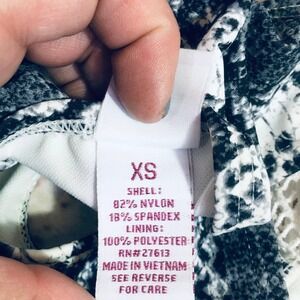 XS
SHELL:
82% NYLON
18% SPANDEX
LINING:
100% POLYESTER
RN#27613
MADE IN VIETNAM
SEE REVERSE
FOR CARE